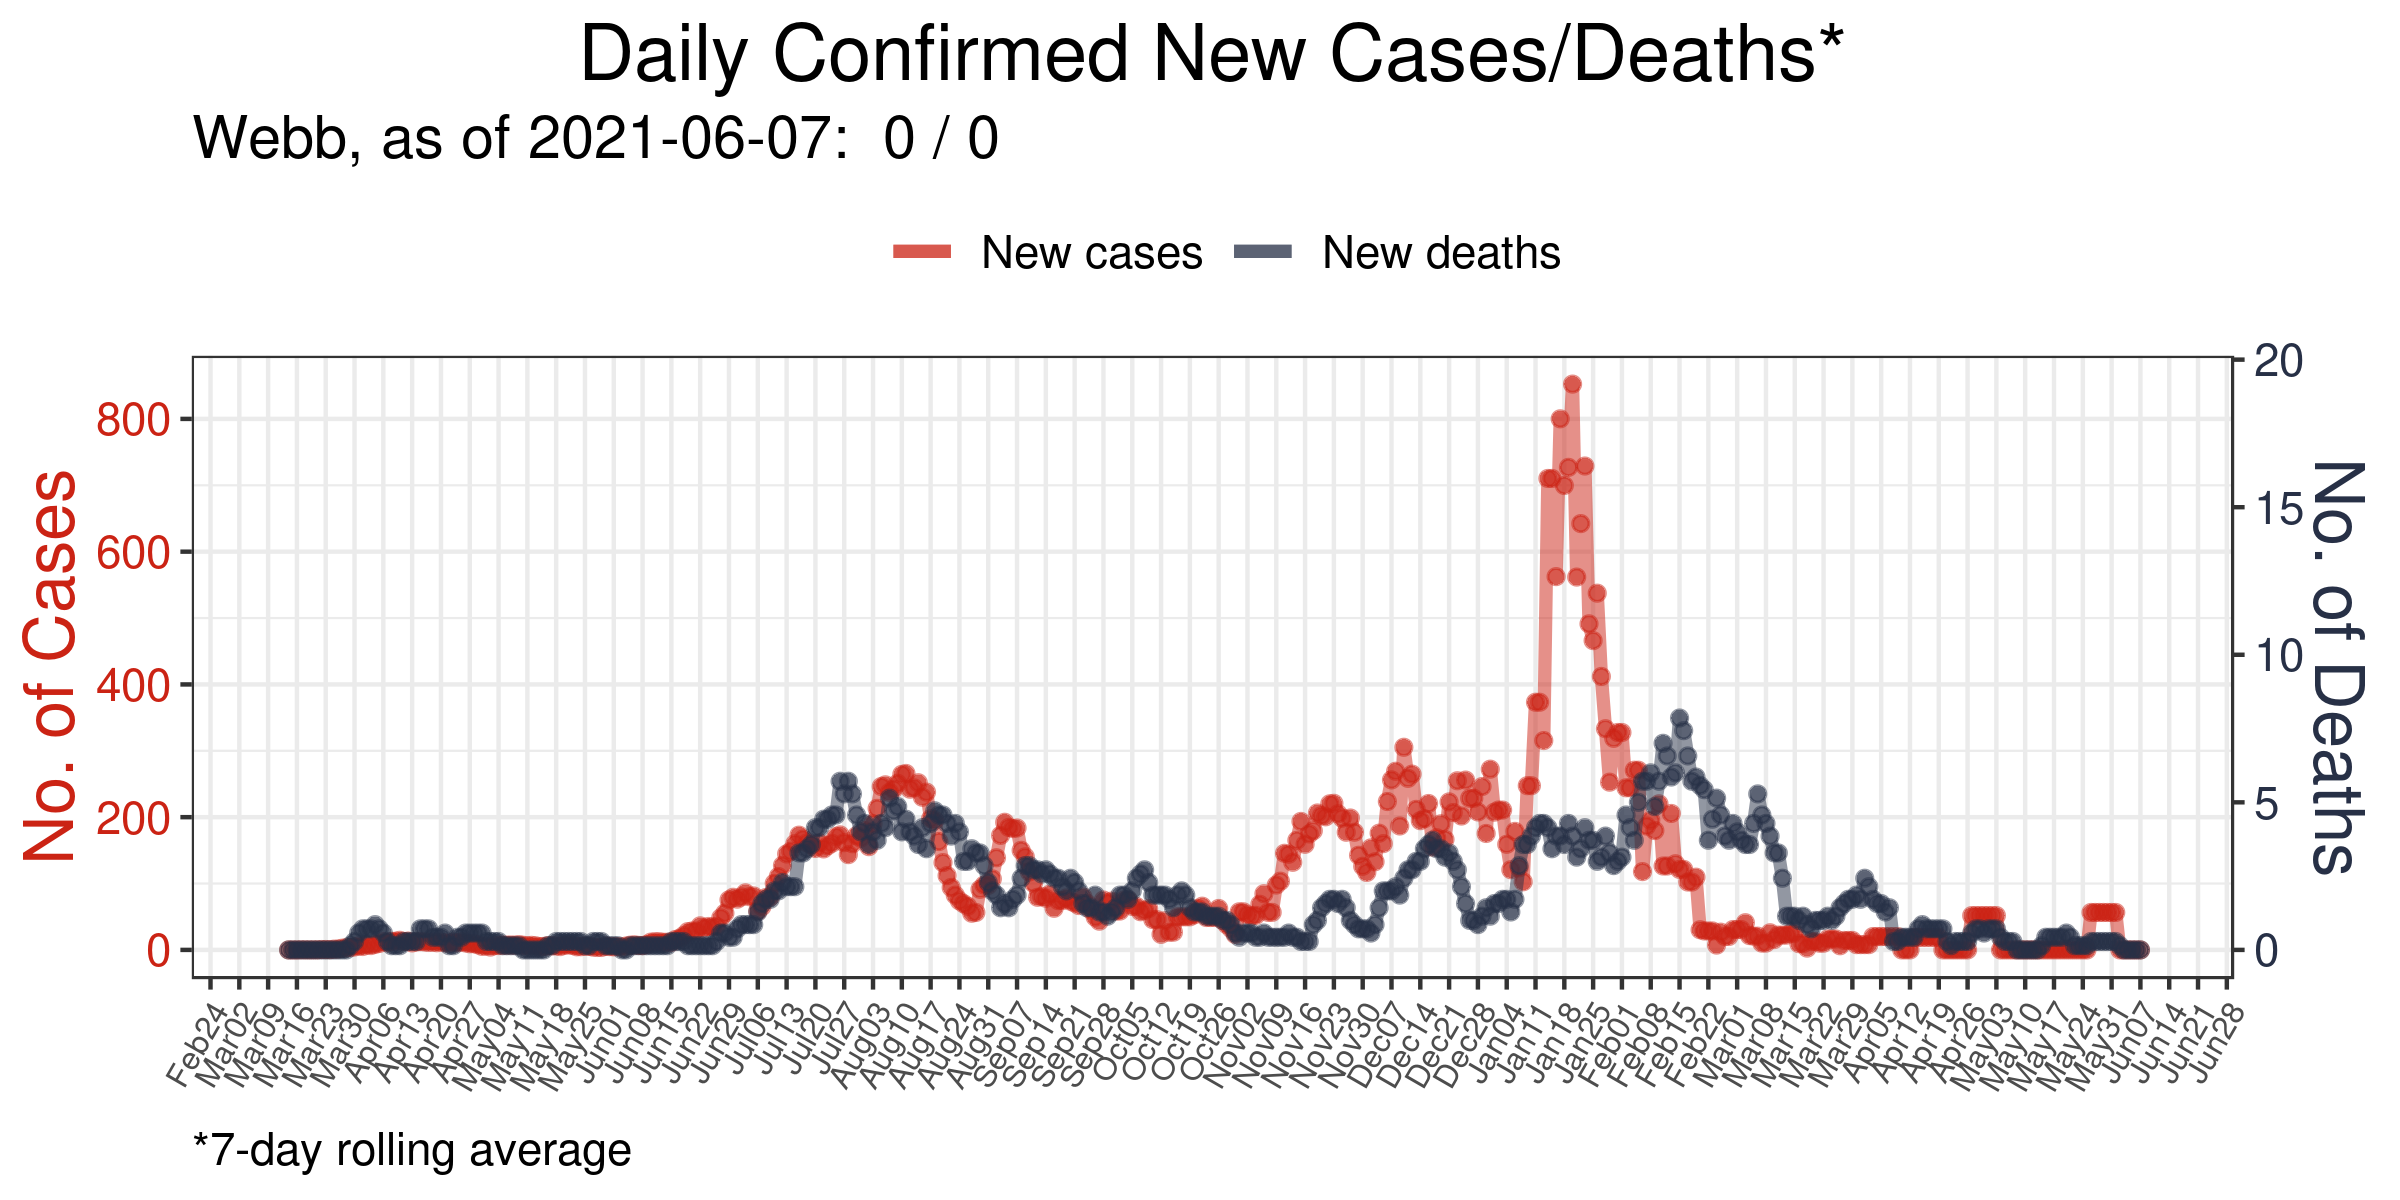 Daily Confirmed New Cases/Deaths*
Webb, as of 2021-06-07:  0 / 0
New cases
New deaths
No. of Cases
800
600
400
200
0
20
15
10
5
0
No. of Deaths
Feb24
Mar02
Mar09
Mar16
Mar23
Mar30
Apr06
Apr13
Apr20
Apr27
May04
May11
May18
May25
Jun01
Jun08
Jun15
Jun22
Jun29
Jul06
Jul13
Jul20
Jul27
Aug03
Aug10
Aug17
Aug24
Aug31
Sep07
Sep14
Sep21
Sep28
Oct05
Oct12
Oct19
Oct26
Nov02
Nov09
Nov16
Nov23
Nov30
Dec07
Dec14
Dec21
Dec28
Jan04
Jan11
Jan18
Jan25
Feb01
Feb08
Feb15
Feb22
Mar01
Mar08
Mar15
Mar22
Mar29
Apr05
Apr12
Apr19
Apr26
May03
May10
May17
May24
May31
Jun07
Jun14
Jun21
Jun28
*7-day rolling average